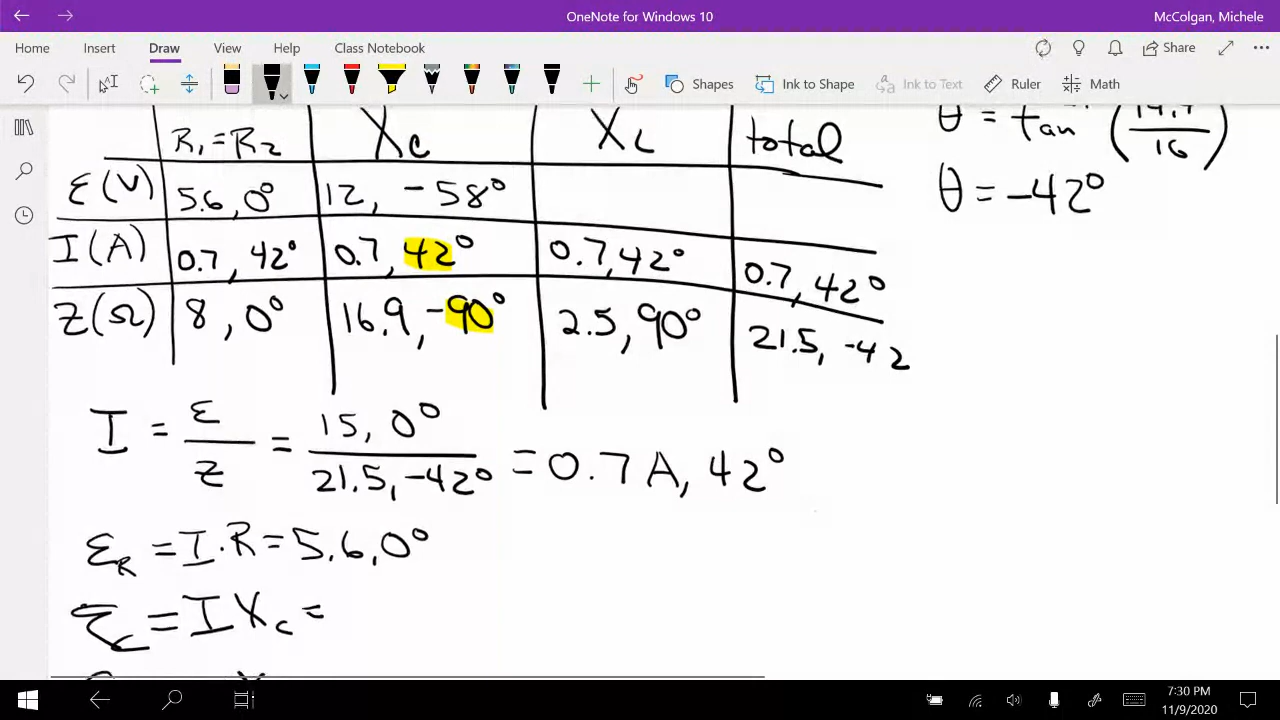 OneNote for Windows 10
McColgan, Michele
Home Insert Draw View Help Class Notebook Share
Shapes Ink to Shape Ink to Text Ruler Math
R₁=R₂ Xc XL total
ε(V) 5.6, 0° 12, -58°
I(A) 0.7, 42° 0.7, 42° 0.7, 42° 0.7, 42°
Z(Ω) 8, 0° 16.9, -90° 2.5, 90° 21.5, -42
θ = tan
16
θ = -42°
I = ε/Z = 15, 0° / 21.5, -42° = 0.7 A, 42°
εR = I·R = 5.6, 0°
εc = I Xc =
7:30 PM
11/9/2020